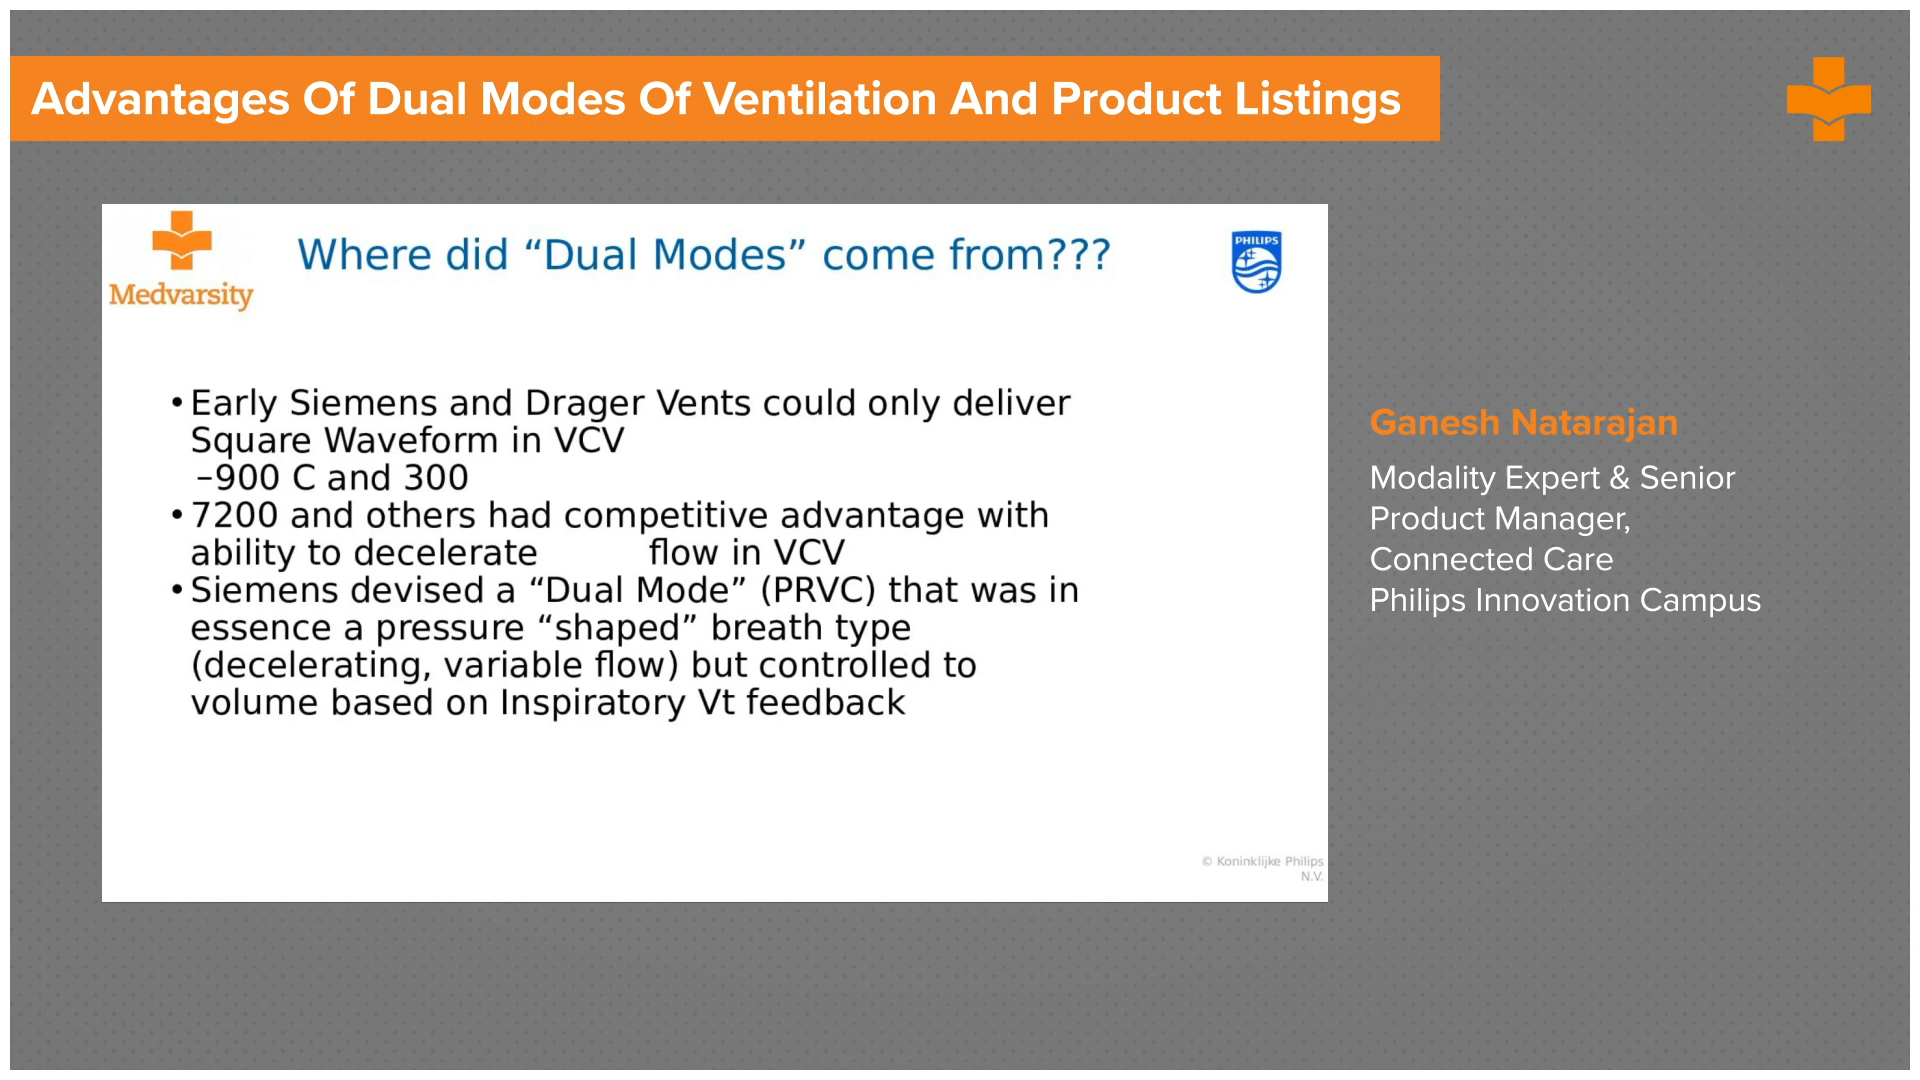 Advantages Of Dual Modes Of Ventilation And Product Listings
Medvarsity
Where did “Dual Modes” come from???
PHILIPS
•Early Siemens and Drager Vents could only deliver
Square Waveform in VCV
–900 C and 300
•7200 and others had competitive advantage with
ability to decelerate flow in VCV
•Siemens devised a “Dual Mode” (PRVC) that was in
essence a pressure “shaped” breath type
(decelerating, variable flow) but controlled to
volume based on Inspiratory Vt feedback
© Koninklijke Philips
N.V.
Ganesh Natarajan
Modality Expert & Senior
Product Manager,
Connected Care
Philips Innovation Campus